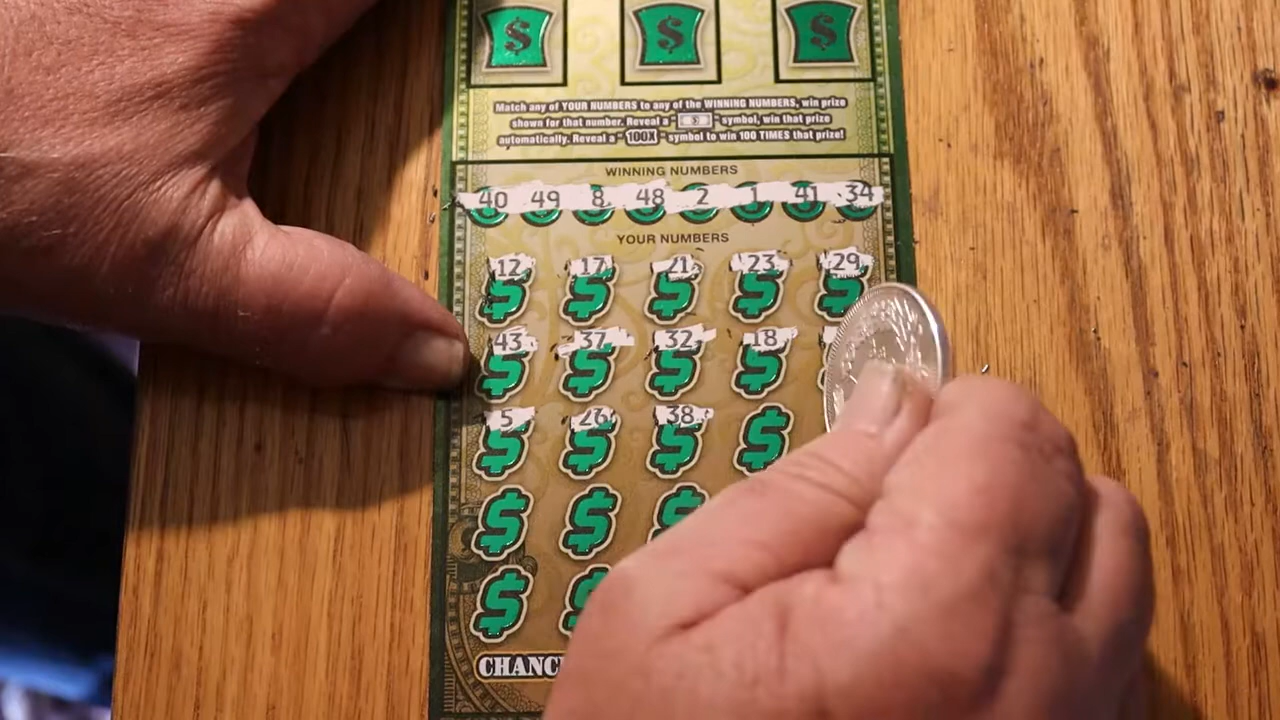 $ $ $
Match any of YOUR NUMBERS to any of the WINNING NUMBERS, win prize
shown for that number. Reveal a " " symbol, win that prize
automatically. Reveal a " 100X " symbol to win 100 TIMES that prize!
WINNING NUMBERS
40 49 8 48 2 1 41 34
YOUR NUMBERS
12 17 21 23 29
$ $ $ $ $
43 37 32 18
$ $ $ $
5 26 38
$ $ $ $
$ $ $
$ $
CHANC